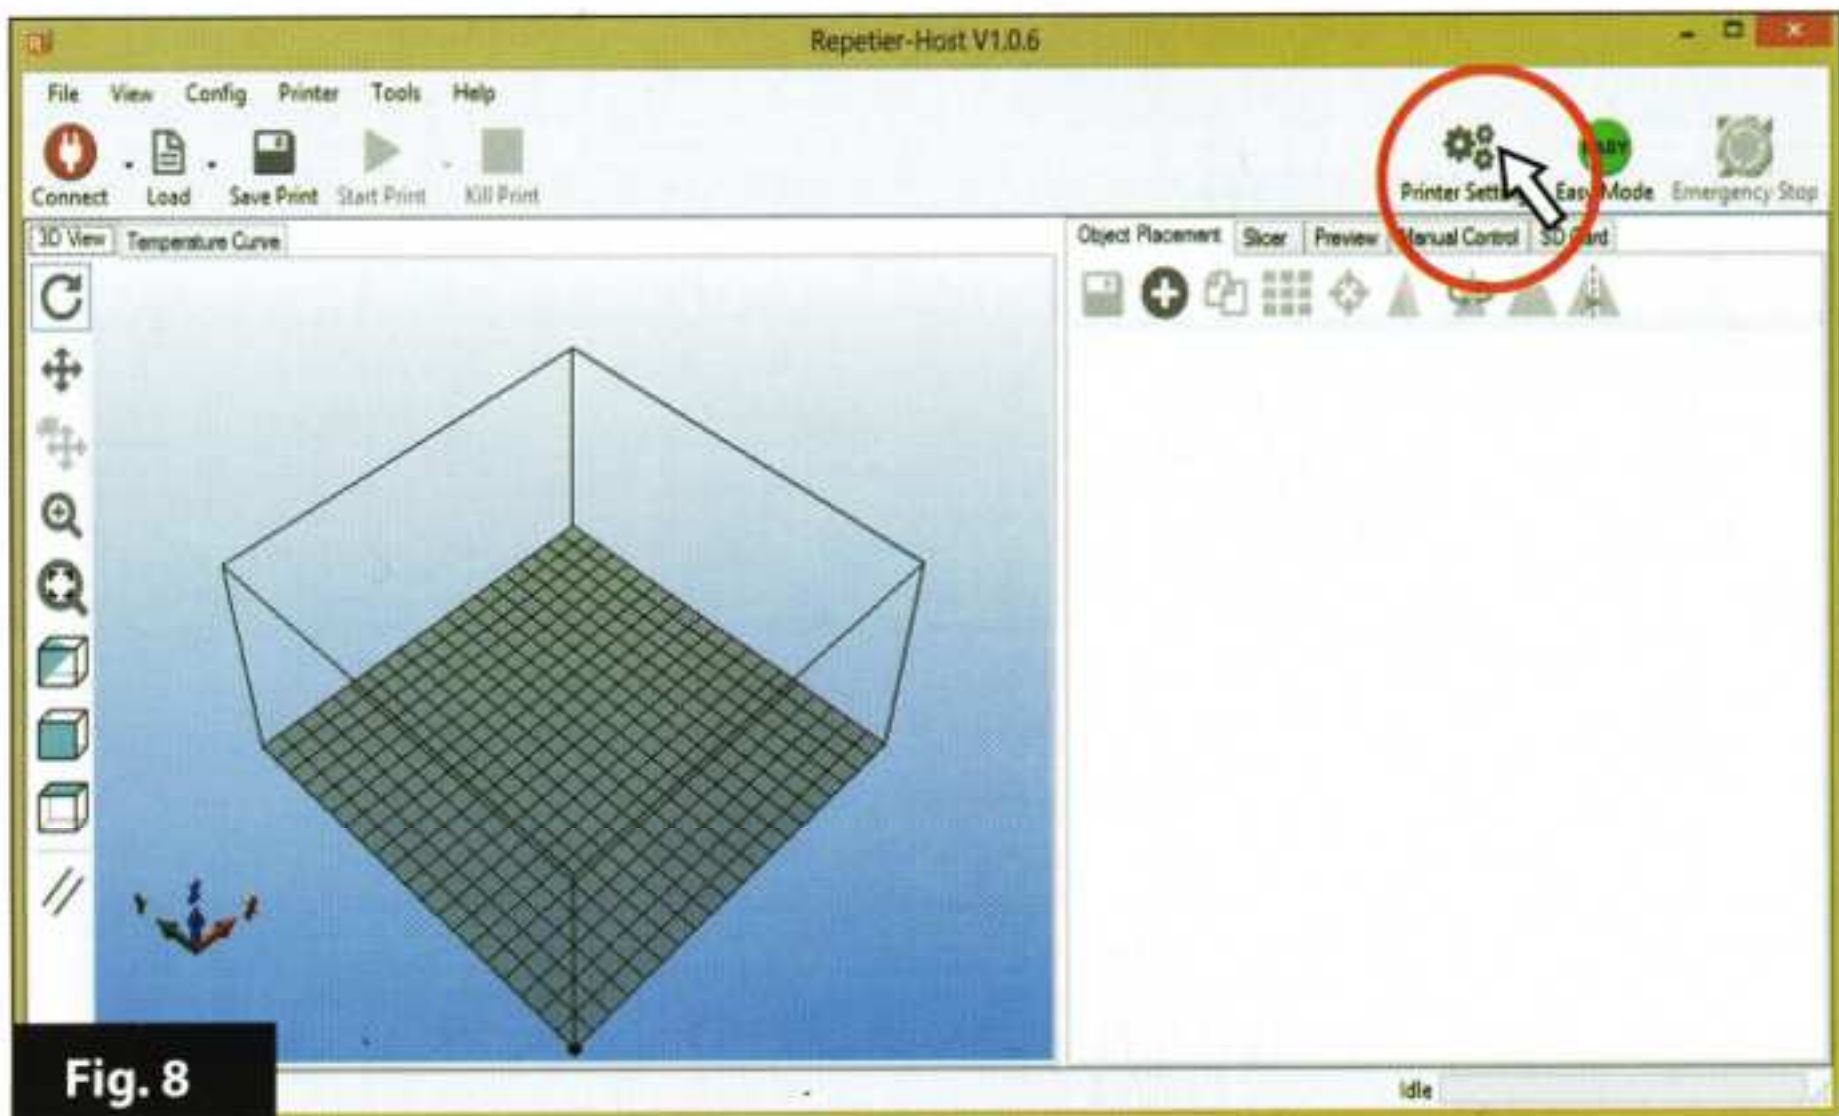 Repetier-Host V1.0.6
File View Config Printer Tools Help
Connect Load Save Print Start Print Kill Print Printer Easy Mode Emergency Stop
3D View Temperature Curve Object Placement Slicer Preview Manual Control SD
Fig. 8
Idle